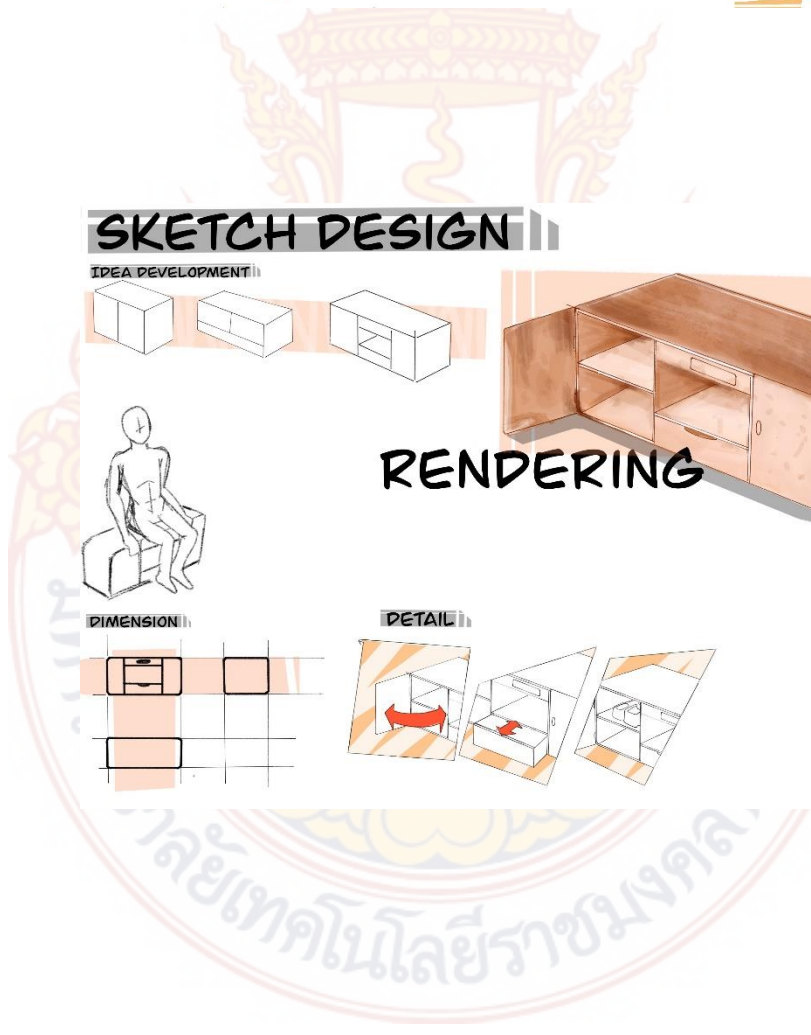 SKETCH DESIGN
IDEA DEVELOPMENT
RENDERING
DIMENSION
DETAIL